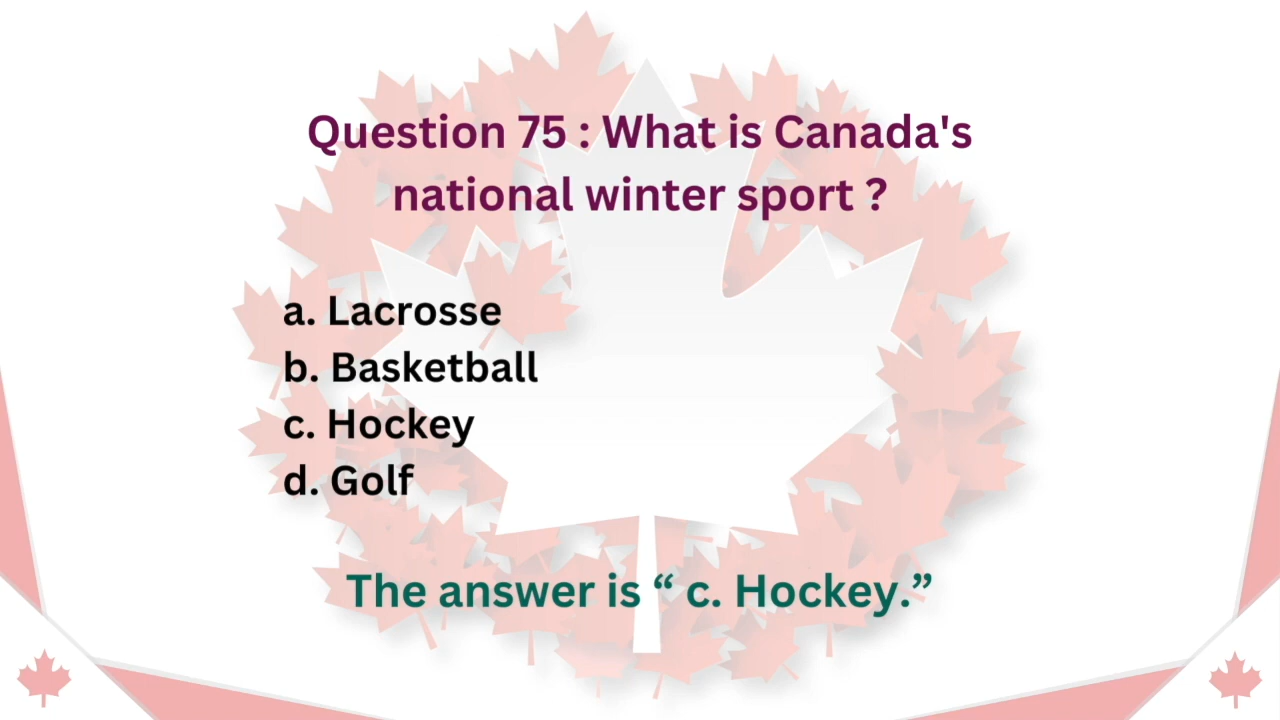 Question 75 : What is Canada's
national winter sport ?
a. Lacrosse
b. Basketball
c. Hockey
d. Golf
The answer is “ c. Hockey.”